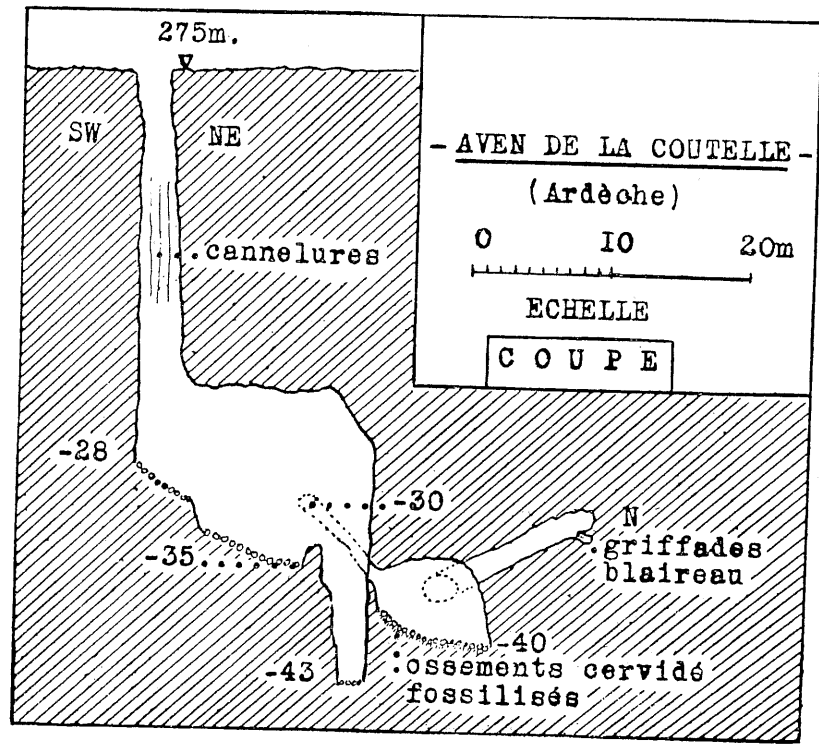 275m.
SW
NE
- AVEN DE LA COUTELLE -
(Ardèche)
0 10 20m
ECHELLE
C O U P E
cannelures
-28
-30
N
griffades
blaireau
-35
-40
-43
ossements cervidé
fossilisés